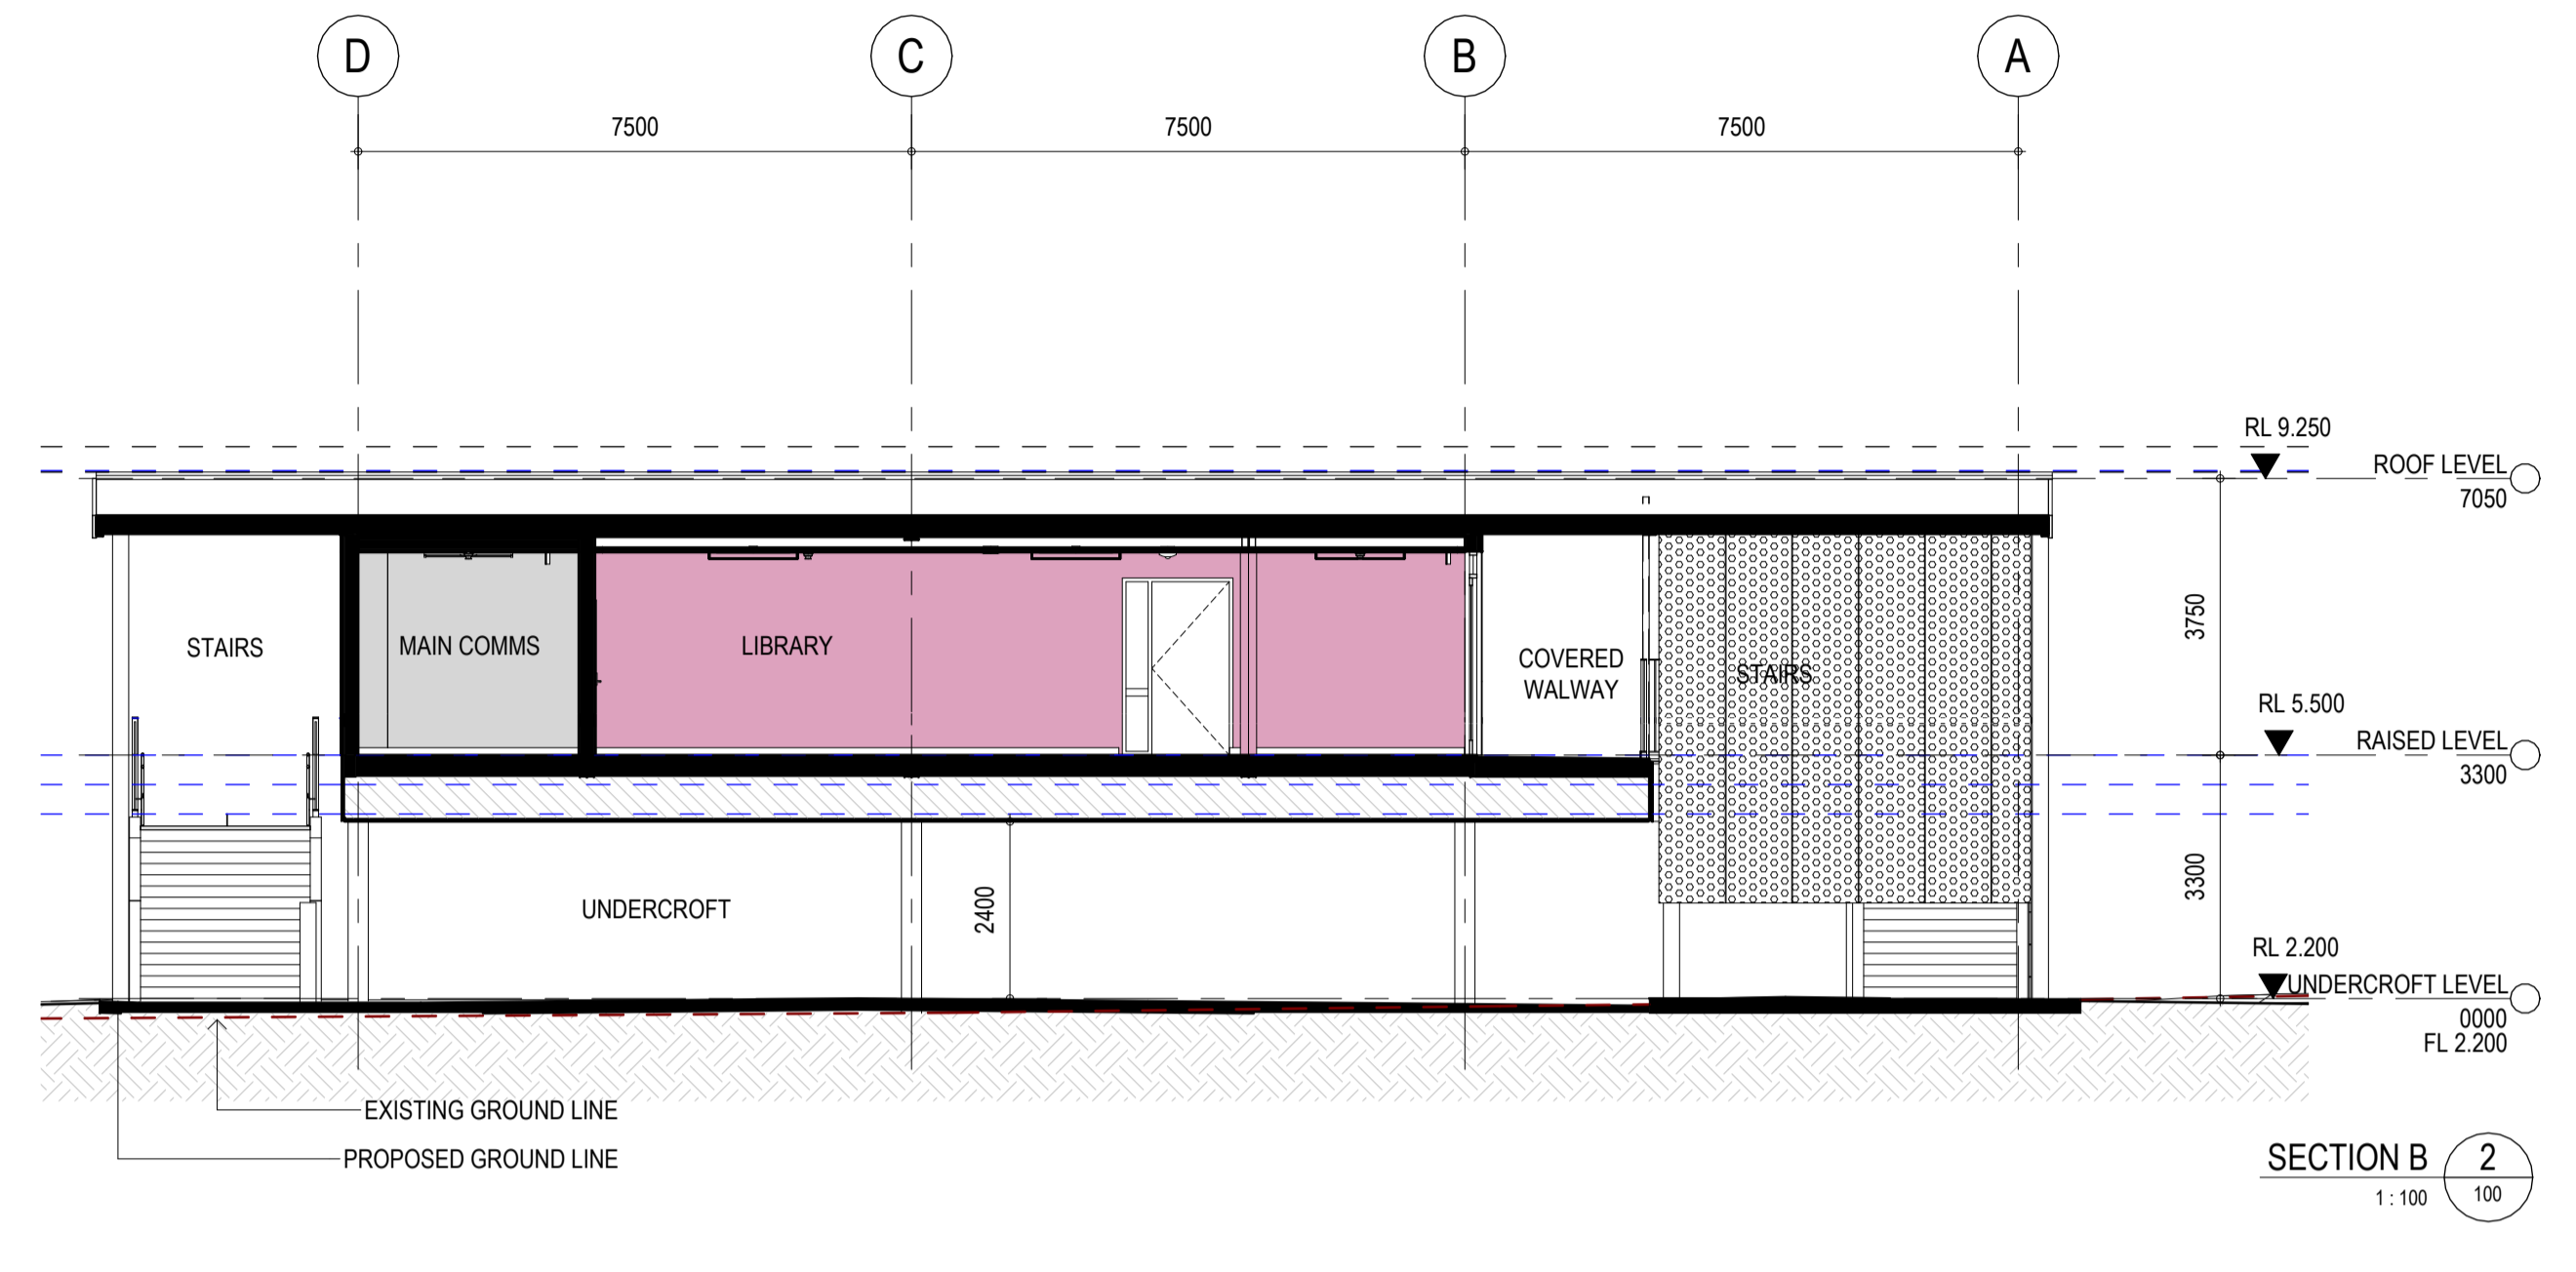 D
C
B
A
7500
7500
7500
RL 9.250
ROOF LEVEL
7050
3750
STAIRS
MAIN COMMS
LIBRARY
COVERED
WALWAY
STAIRS
RL 5.500
RAISED LEVEL
3300
UNDERCROFT
2400
3300
RL 2.200
UNDERCROFT LEVEL
0000
FL 2.200
EXISTING GROUND LINE
PROPOSED GROUND LINE
SECTION B
2
1 : 100
100